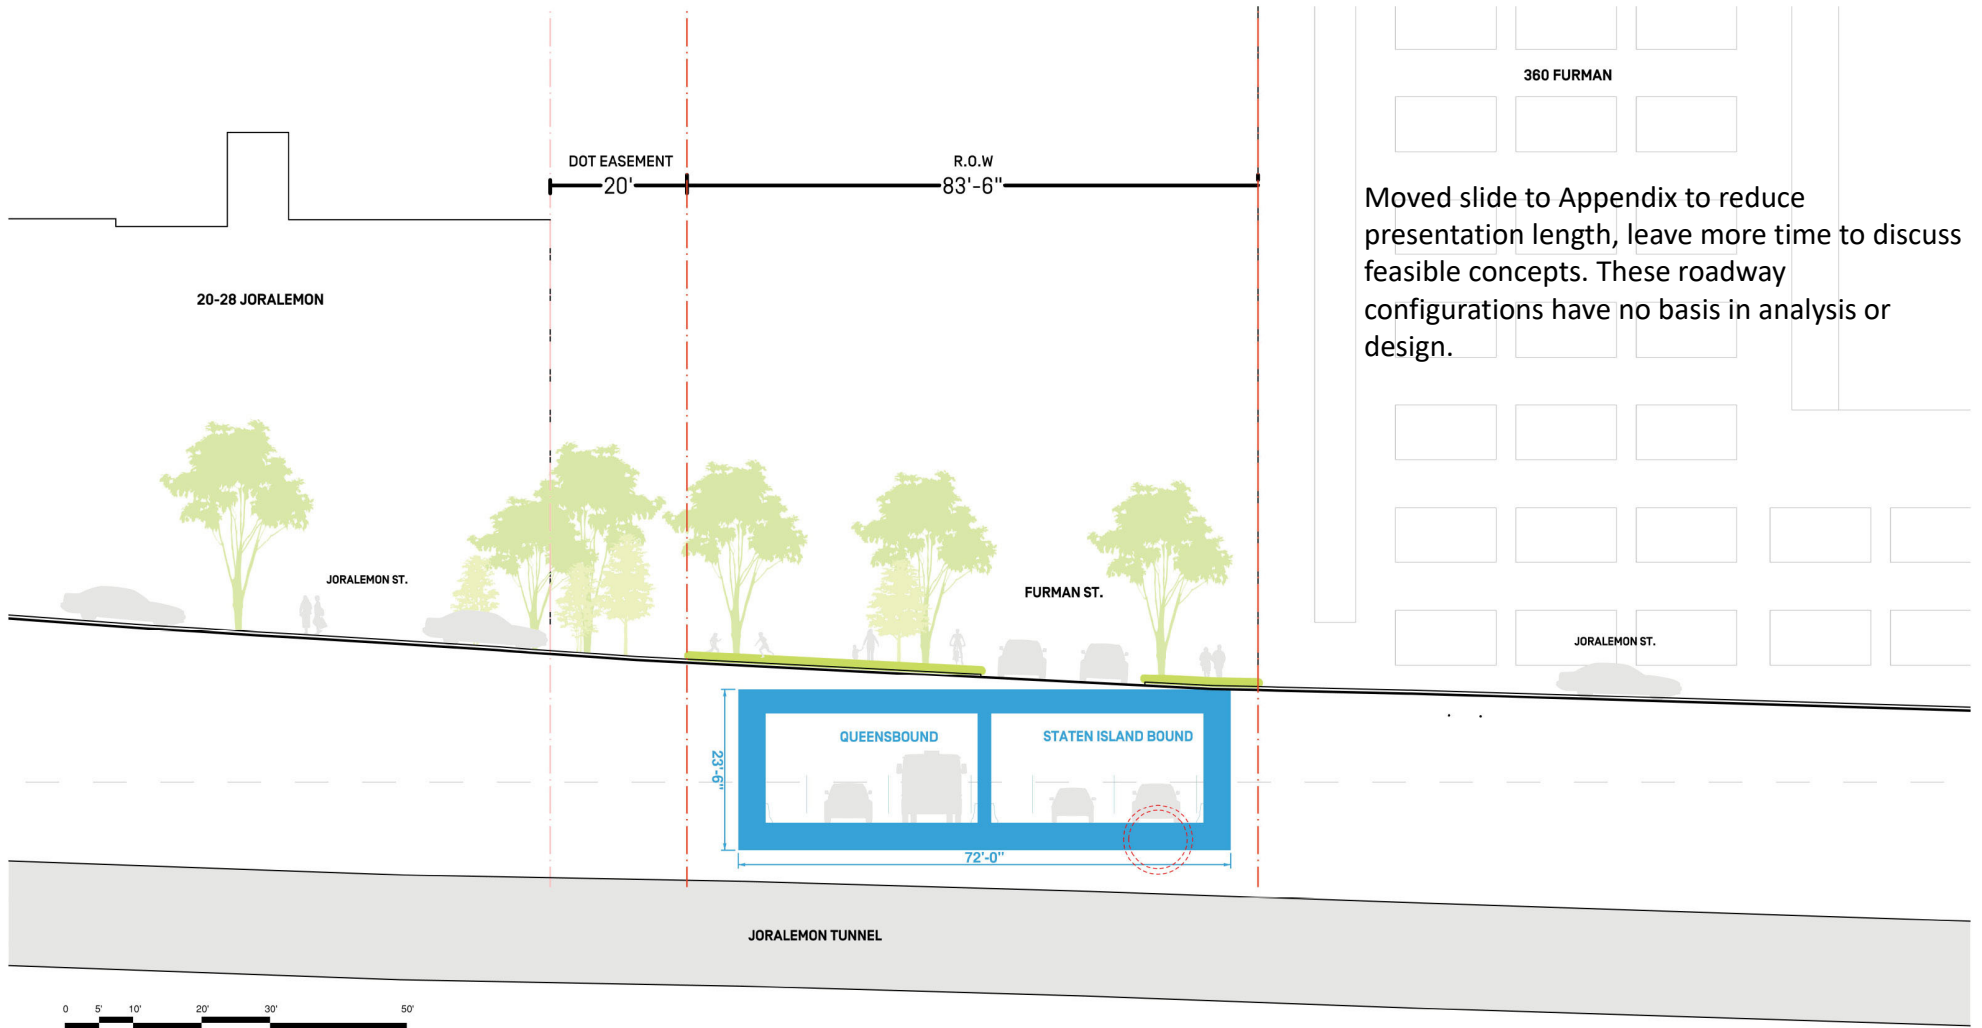 360 FURMAN
DOT EASEMENT
20'
R.O.W
83'-6"
Moved slide to Appendix to reduce
presentation length, leave more time to discuss
feasible concepts. These roadway
configurations have no basis in analysis or
design.
20-28 JORALEMON
JORALEMON ST.
FURMAN ST.
JORALEMON ST.
QUEENSBOUND
STATEN ISLAND BOUND
23'-6"
72'-0"
JORALEMON TUNNEL
0 5' 10' 20' 30' 50'